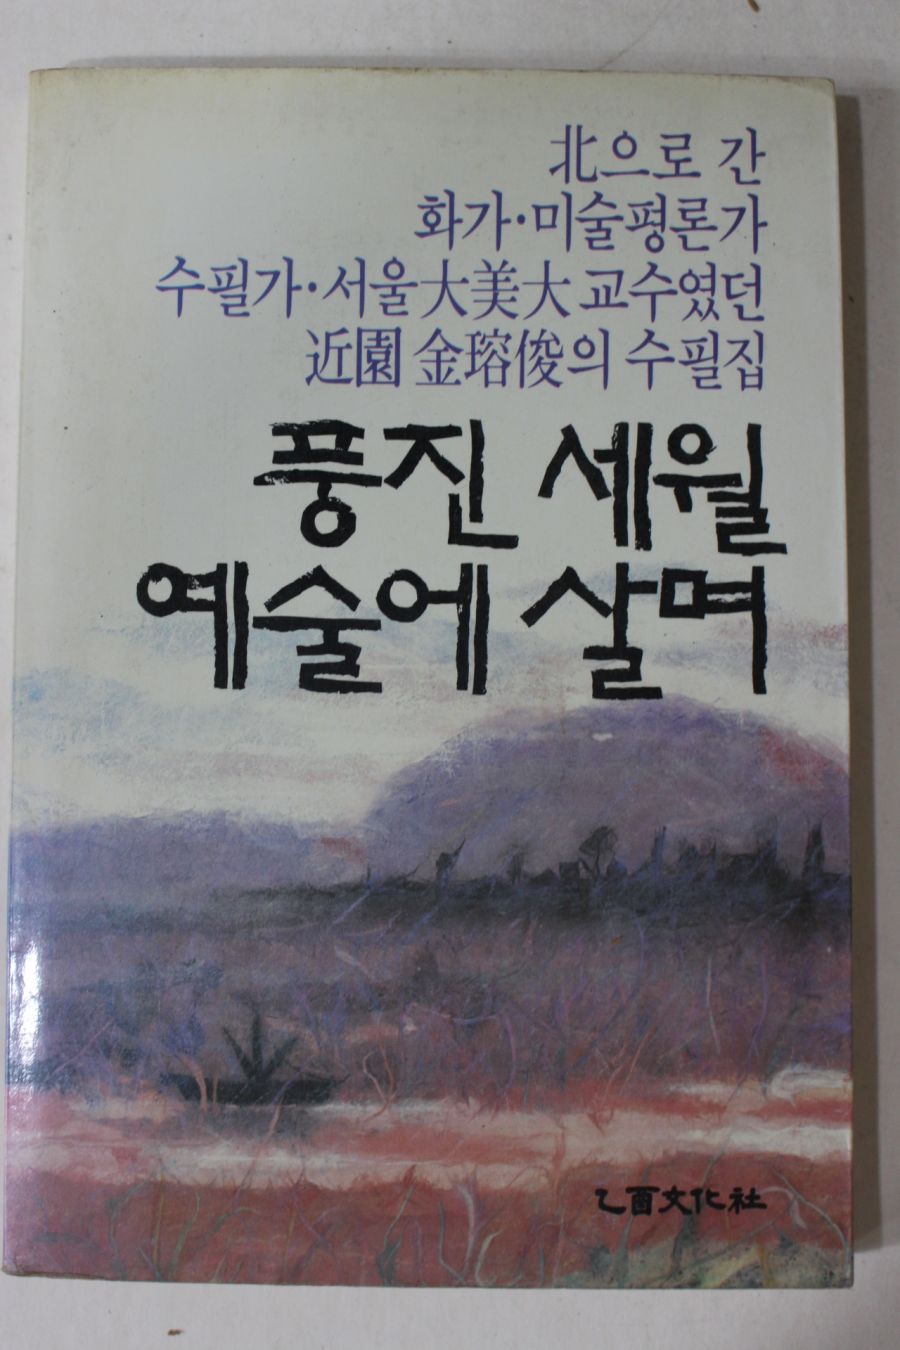 北으로 간
화가·미술평론가
수필가·서울大美大 교수였던
近園 金瑢俊의 수필집
풍진 세월
예술에 살며
乙酉文化社